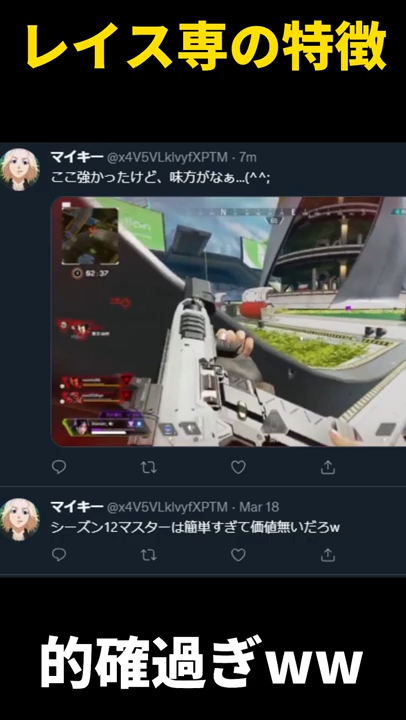 レイス専の特徴
マイキー @x4V5VLklvyfXPTM · 7m
ここ強かったけど、味方がなぁ...(^^;
N
E
02:37
マイキー @x4V5VLklvyfXPTM · Mar 18
シーズン12マスターは簡単すぎて価値無いだろw
的確過ぎww